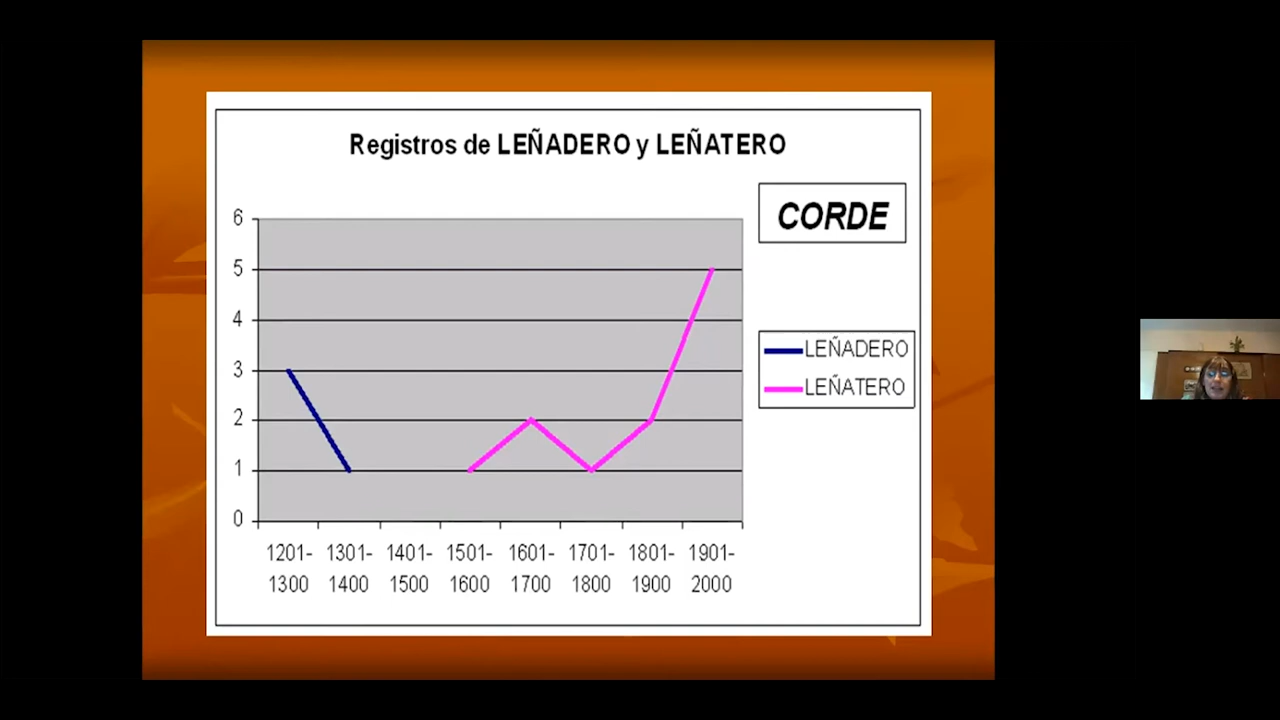 Registros de LEÑADERO y LEÑATERO
CORDE
6
5
4
3
2
1
0
LEÑADERO
LEÑATERO
1201- 1301- 1401- 1501- 1601- 1701- 1801- 1901-
1300 1400 1500 1600 1700 1800 1900 2000